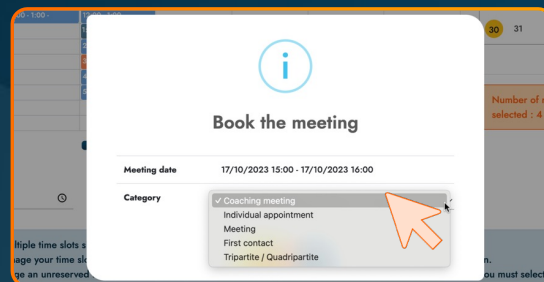 00 - 1:00 -
30 31
i
Book the meeting
Number of
selected : 4
Meeting date 17/10/2023 15:00 - 17/10/2023 16:00
Category ✓ Coaching meeting
Individual appointment
Meeting
First contact
Tripartite / Quadripartite
ltiple time slots s
age your time slo
n.
ge an unreserved
ou must select